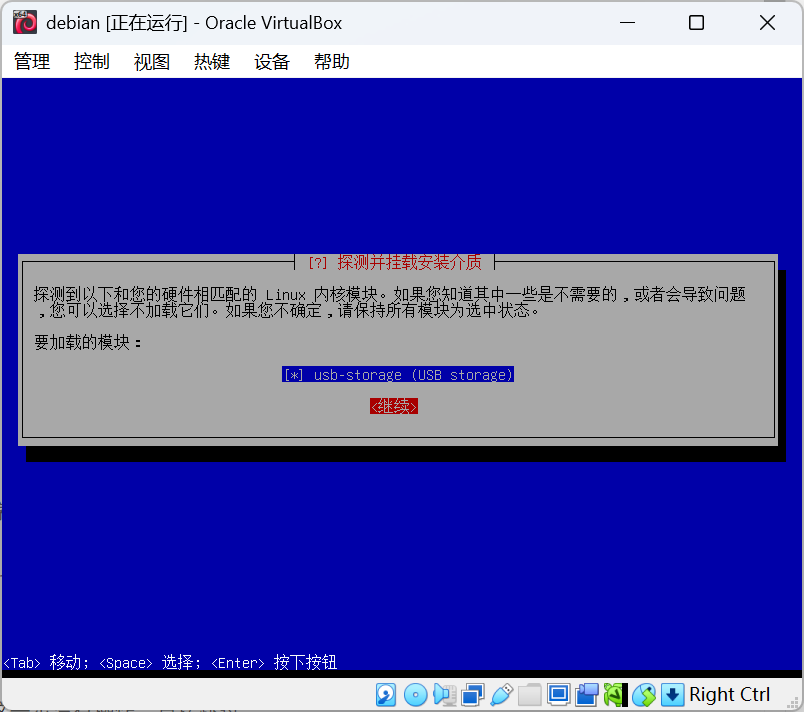 debian [正在运行] - Oracle VirtualBox
管理 控制 视图 热键 设备 帮助
[?] 探测并挂载安装介质
探测到以下和您的硬件相匹配的 Linux 内核模块。如果您知道其中一些是不需要的，或者会导致问题
，您可以选择不加载它们。如果您不确定，请保持所有模块为选中状态。
要加载的模块：
[*] usb-storage (USB storage)
<继续>
<Tab> 移动; <Space> 选择; <Enter> 按下按钮
Right Ctrl